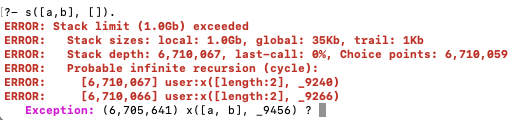 ?- s([a,b], []).
ERROR: Stack limit (1.0Gb) exceeded
ERROR:   Stack sizes: local: 1.0Gb, global: 35Kb, trail: 1Kb
ERROR:   Stack depth: 6,710,067, last-call: 0%, Choice points: 6,710,059
ERROR:   Probable infinite recursion (cycle):
ERROR:     [6,710,067] user:x([length:2], _9240)
ERROR:     [6,710,066] user:x([length:2], _9266)
   Exception: (6,705,641) x([a, b], _9456) ?